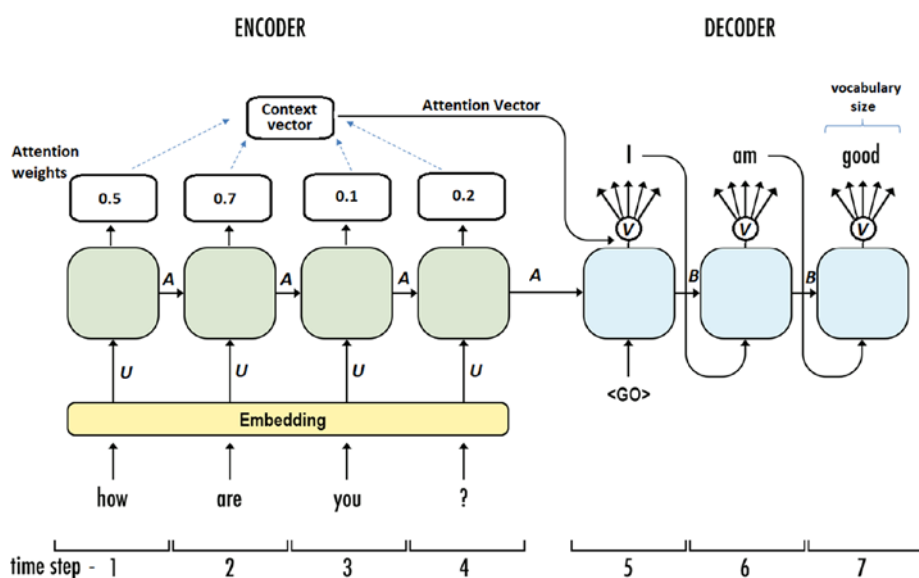 ENCODER DECODER
vocabulary
size
Context
vector
Attention Vector
Attention
weights
I am good
0.5 0.7 0.1 0.2
V V V
A A A A B B
U U U U
<GO>
Embedding
how are you ?
time step - 1 2 3 4 5 6 7